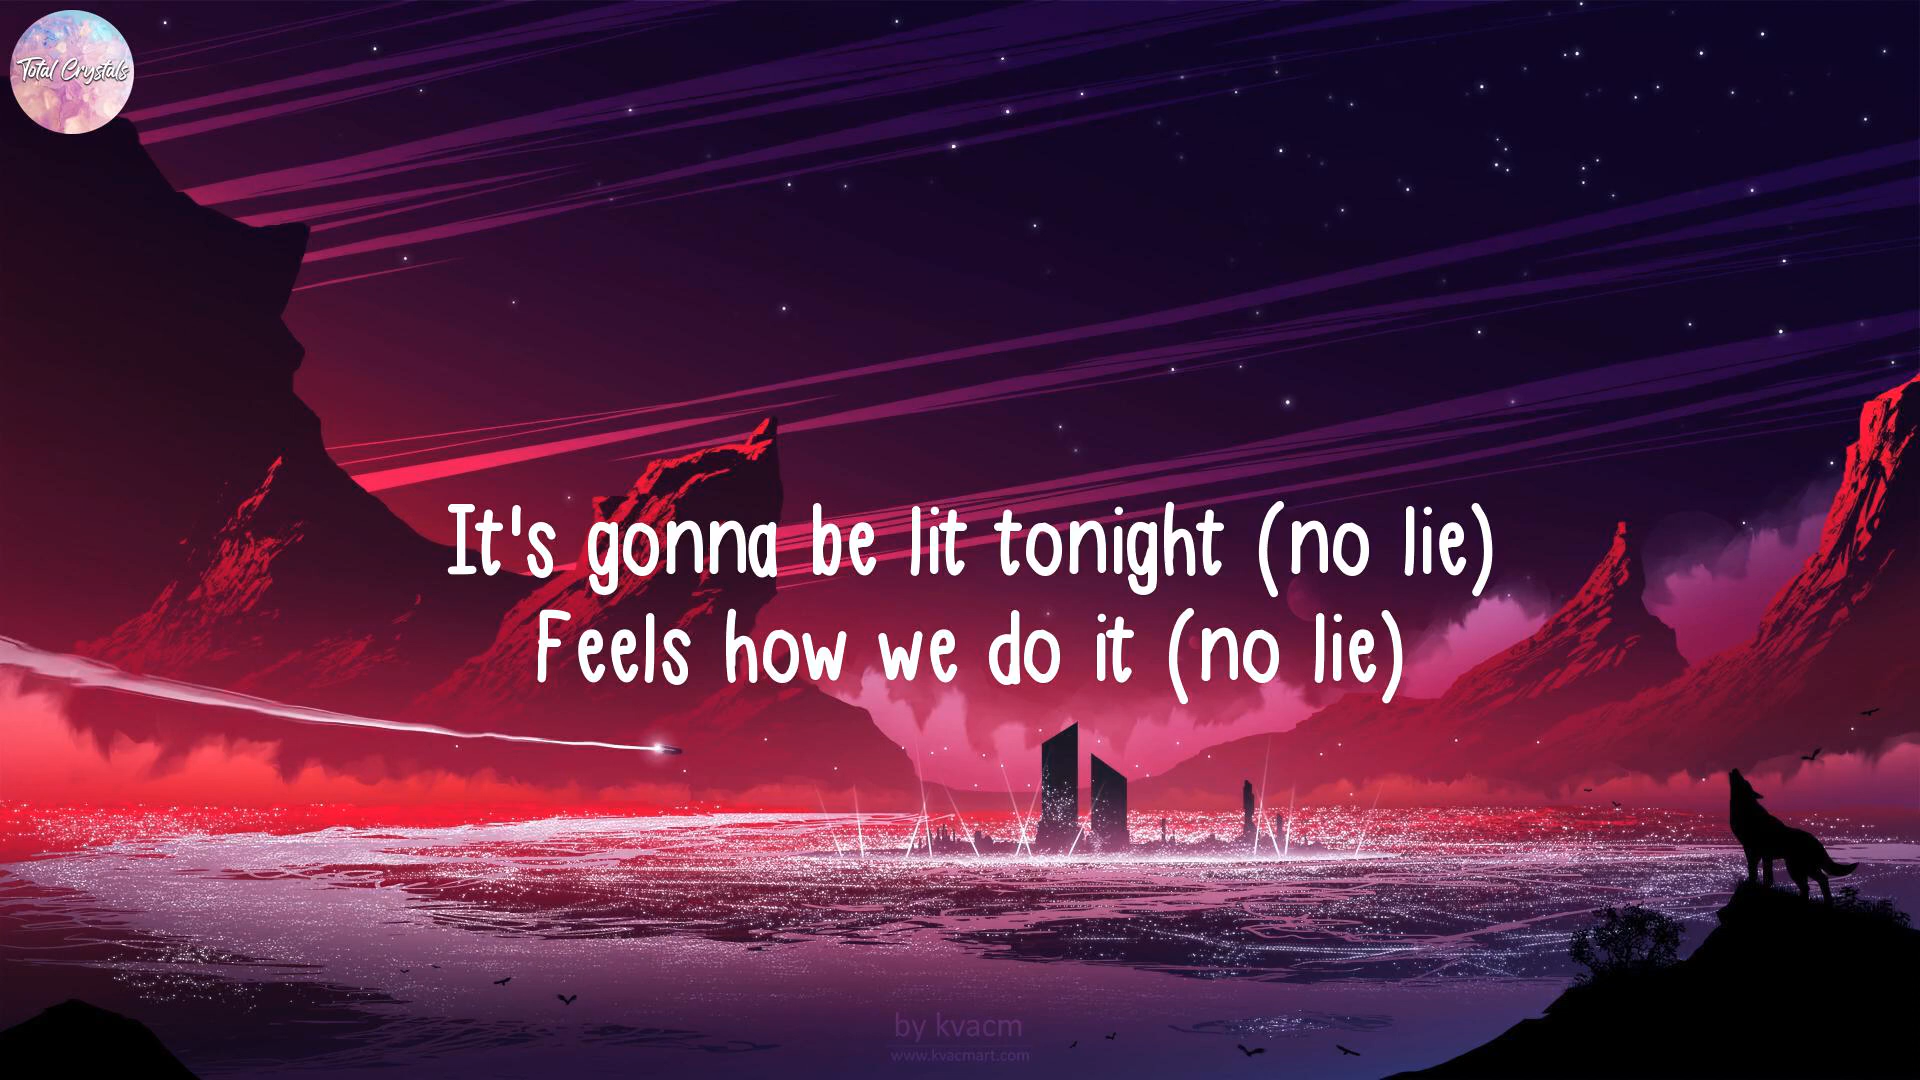 Total Crystals
It's gonna be lit tonight (no lie)
Feels how we do it (no lie)
by kvacm
www.kvacmart.com